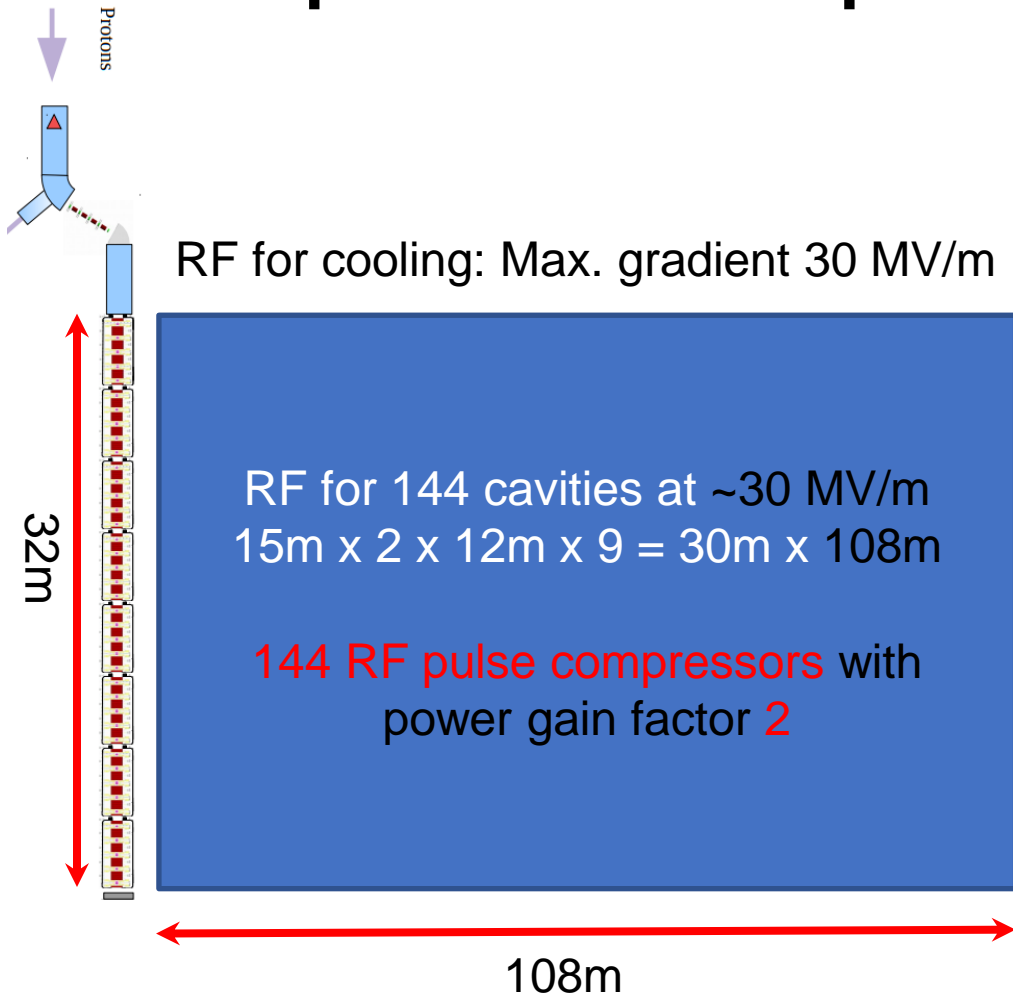 Protons
RF for cooling: Max. gradient 30 MV/m
32m
RF for 144 cavities at ~30 MV/m
15m x 2 x 12m x 9 = 30m x 108m
144 RF pulse compressors with
power gain factor 2
108m